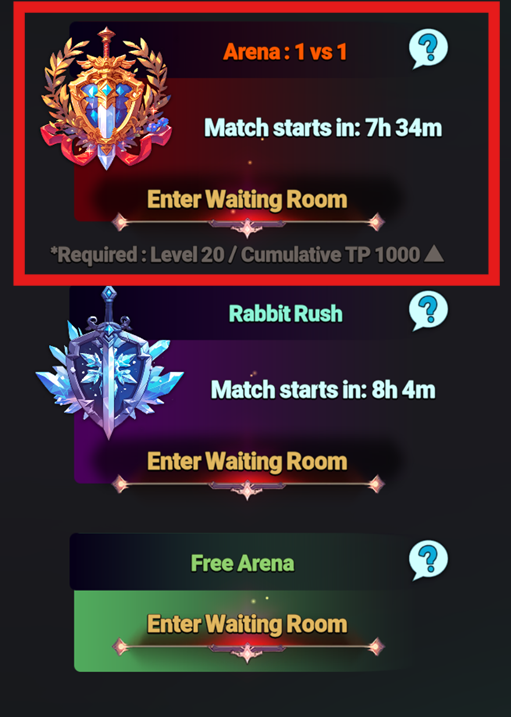 Arena : 1 vs 1
?
Match starts in: 7h 34m
Enter Waiting Room
*Required : Level 20 / Cumulative TP 1000 ▲
Rabbit Rush
?
Match starts in: 8h 4m
Enter Waiting Room
Free Arena
?
Enter Waiting Room